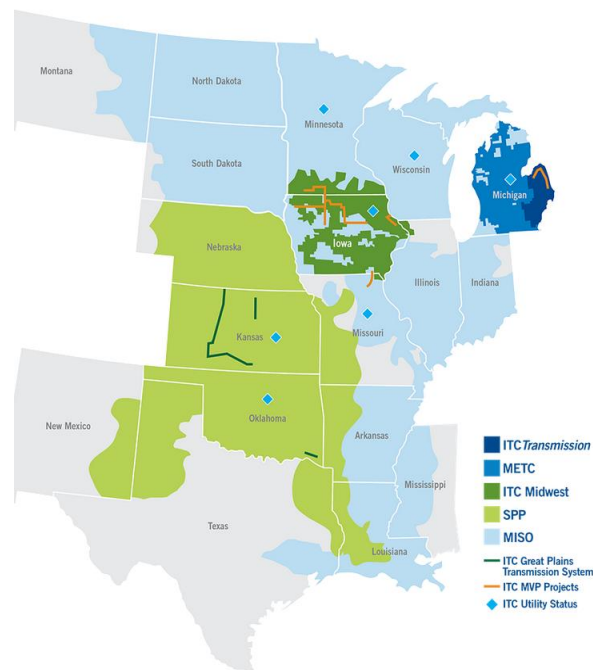 Montana
North Dakota
Minnesota
South Dakota
Wisconsin
Michigan
Nebraska
Iowa
Illinois
Indiana
Kansas
Missouri
Oklahoma
New Mexico
Arkansas
Mississippi
Texas
Louisiana
ITCTransmission
METC
ITC Midwest
SPP
MISO
ITC Great Plains
Transmission System
ITC MVP Projects
ITC Utility Status